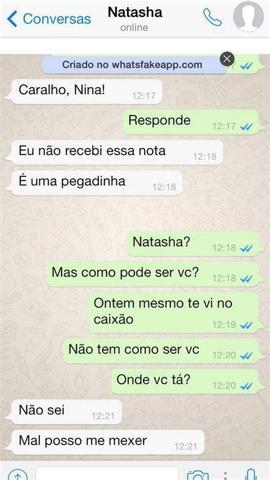 Conversas
Natasha
online
Criado no whatsfakeapp.com
Caralho, Nina!
12:17
Responde
12:17
Eu não recebi essa nota
12:18
É uma pegadinha
12:18
Natasha?
12:18
Mas como pode ser vc?
12:18
Ontem mesmo te vi no
caixão
12:19
Não tem como ser vc
12:20
Onde vc tá?
12:20
Não sei
12:21
Mal posso me mexer
12:21